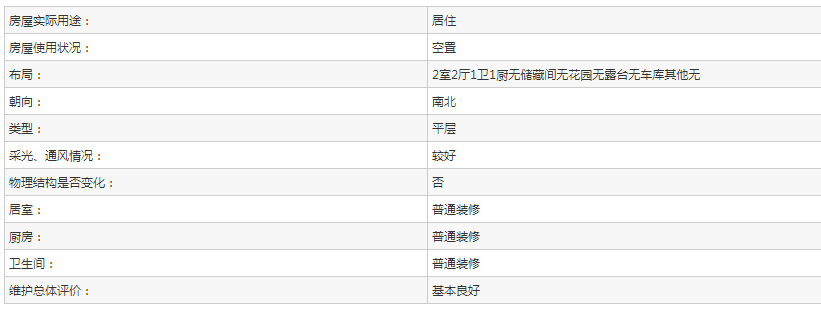 房屋实际用途： 居住
房屋使用状况： 空置
布局： 2室2厅1卫1厨无储藏间无花园无露台无车库其他无
朝向： 南北
类型： 平层
采光、通风情况： 较好
物理结构是否变化： 否
居室： 普通装修
厨房： 普通装修
卫生间： 普通装修
维护总体评价： 基本良好